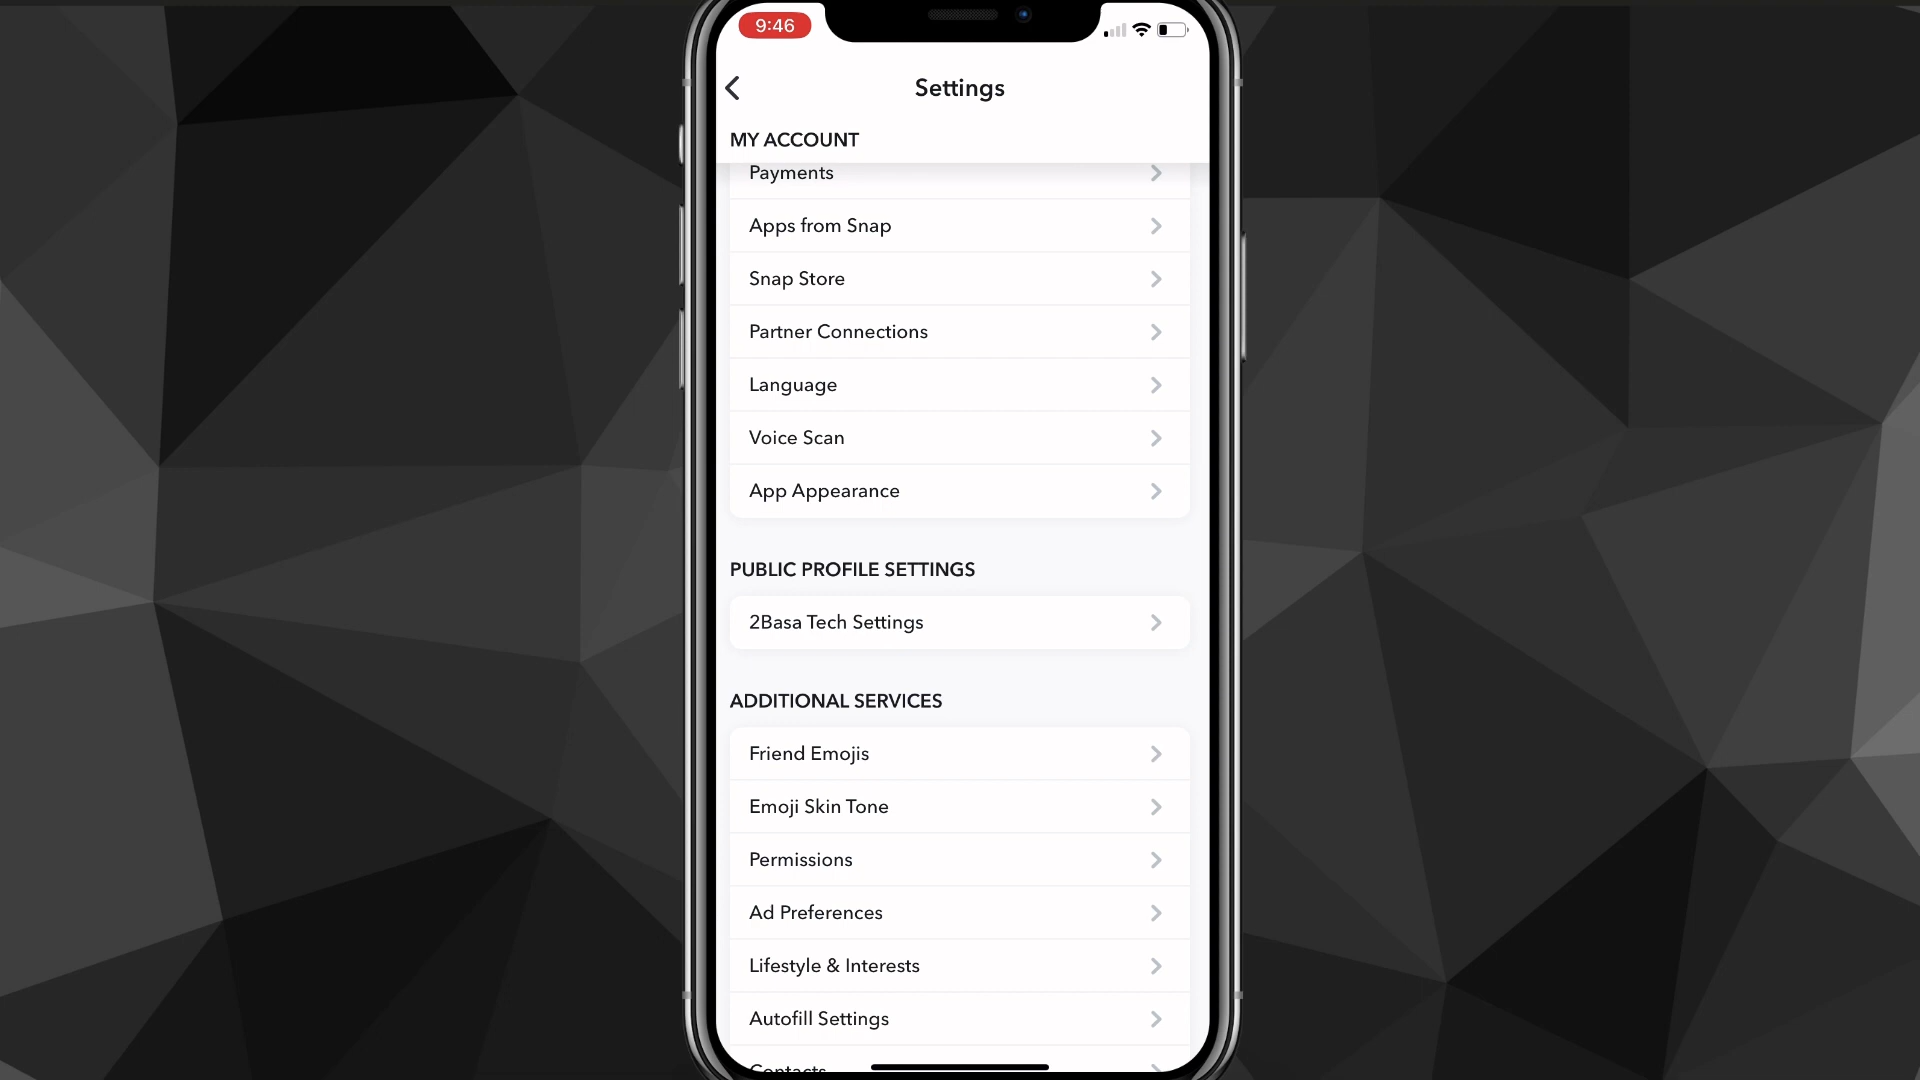 9:46
Settings
MY ACCOUNT
Payments
Apps from Snap
Snap Store
Partner Connections
Language
Voice Scan
App Appearance
PUBLIC PROFILE SETTINGS
2Basa Tech Settings
ADDITIONAL SERVICES
Friend Emojis
Emoji Skin Tone
Permissions
Ad Preferences
Lifestyle & Interests
Autofill Settings
Contacts